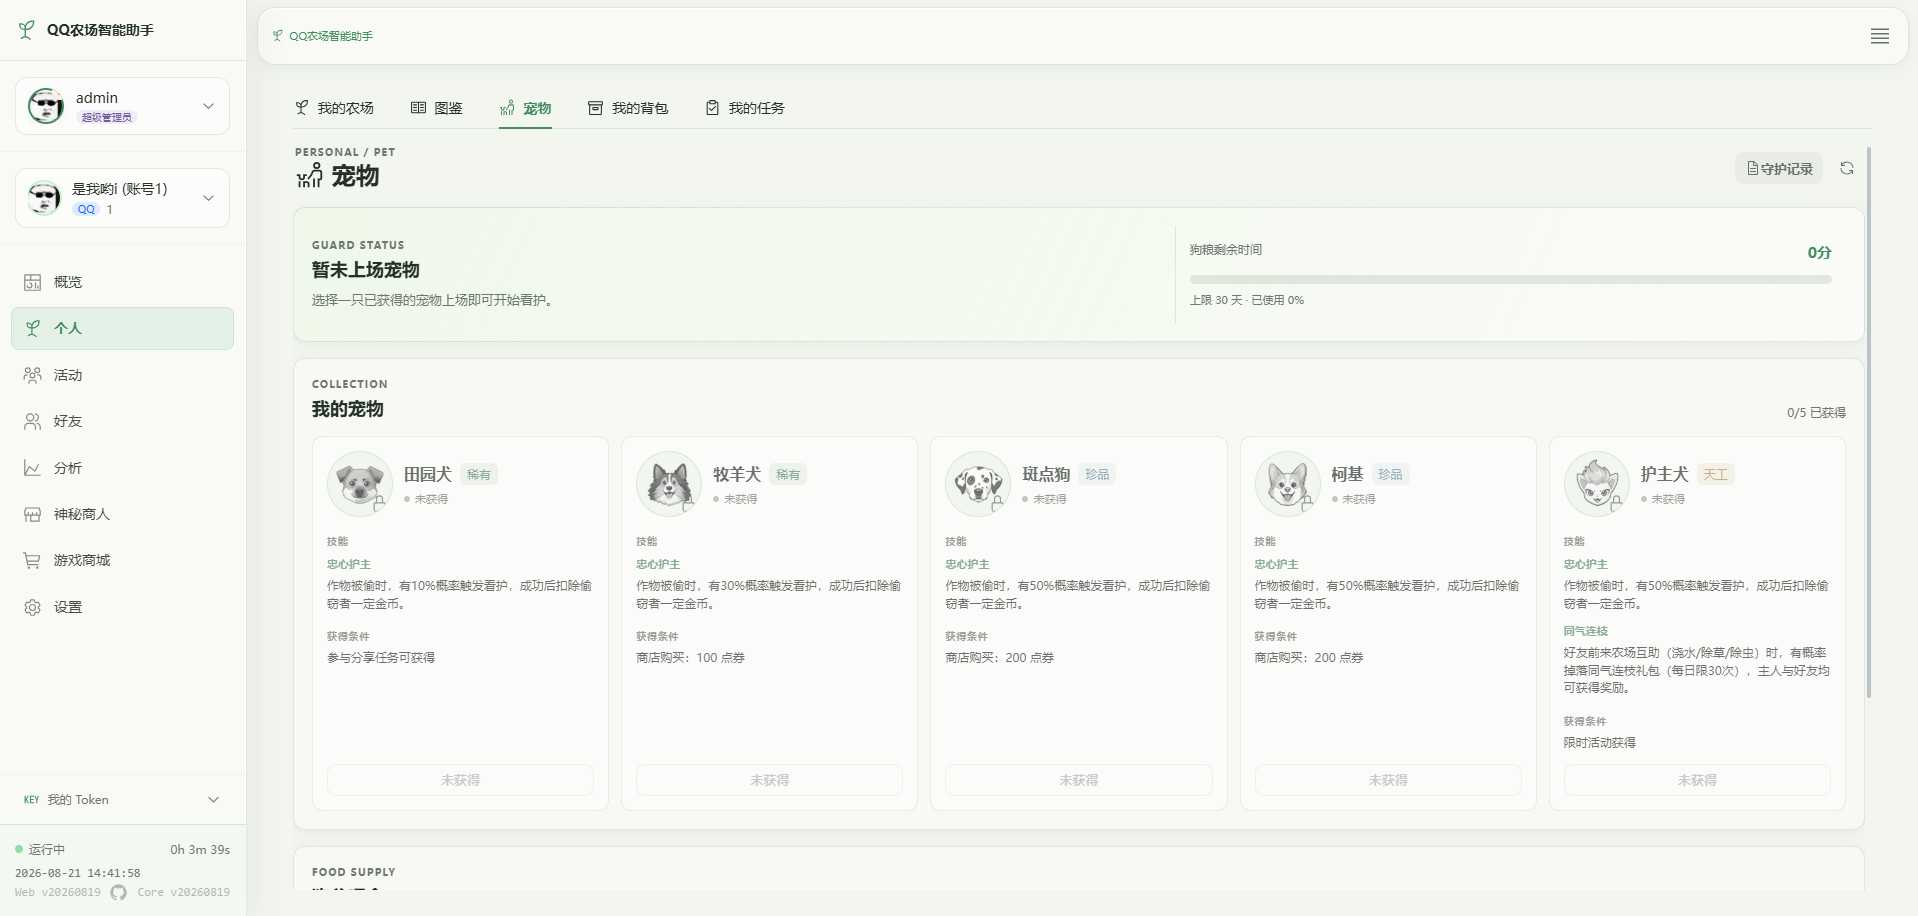 QQ农场智能助手
admin
超级管理员
是我哟i (账号1)
QQ 1
概览
个人
活动
好友
分析
神秘商人
游戏商城
设置
KEY 我的 Token
运行中 0h 3m 39s
2026-08-21 14:41:58
Web v20260819 Core v20260819
QQ农场智能助手
我的农场 图鉴 宠物 我的背包 我的任务
PERSONAL / PET
宠物
守护记录
GUARD STATUS
暂未上场宠物
选择一只已获得的宠物上场即可开始看护。
狗粮剩余时间 0分
上限 30 天 · 已使用 0%
COLLECTION
我的宠物
0/5 已获得
田园犬 稀有
未获得
技能
忠心护主
作物被偷时，有10%概率触发看护，成功后扣除偷
窃者一定金币。
获得条件
参与分享任务可获得
未获得
牧羊犬 稀有
未获得
技能
忠心护主
作物被偷时，有30%概率触发看护，成功后扣除偷
窃者一定金币。
获得条件
商店购买：100 点券
未获得
斑点狗 珍品
未获得
技能
忠心护主
作物被偷时，有50%概率触发看护，成功后扣除偷
窃者一定金币。
获得条件
商店购买：200 点券
未获得
柯基 珍品
未获得
技能
忠心护主
作物被偷时，有50%概率触发看护，成功后扣除偷
窃者一定金币。
获得条件
商店购买：200 点券
未获得
护主犬 天工
未获得
技能
忠心护主
作物被偷时，有50%概率触发看护，成功后扣除偷
窃者一定金币。
同气连枝
好友前来农场互助（浇水/除草/除虫）时，有概率
掉落同气连枝礼包（每日限30次），主人与好友均
可获得奖励。
获得条件
限时活动获得
未获得
FOOD SUPPLY